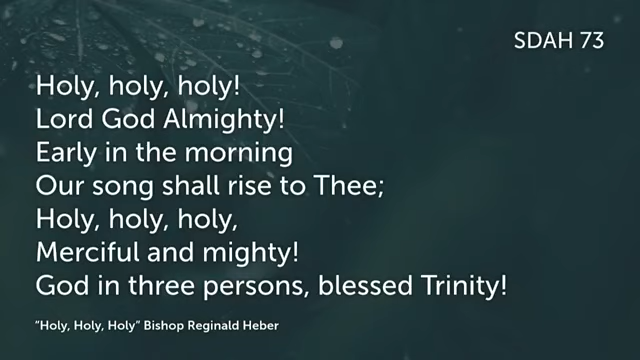 SDAH 73
Holy, holy, holy!
Lord God Almighty!
Early in the morning
Our song shall rise to Thee;
Holy, holy, holy,
Merciful and mighty!
God in three persons, blessed Trinity!
"Holy, Holy, Holy" Bishop Reginald Heber